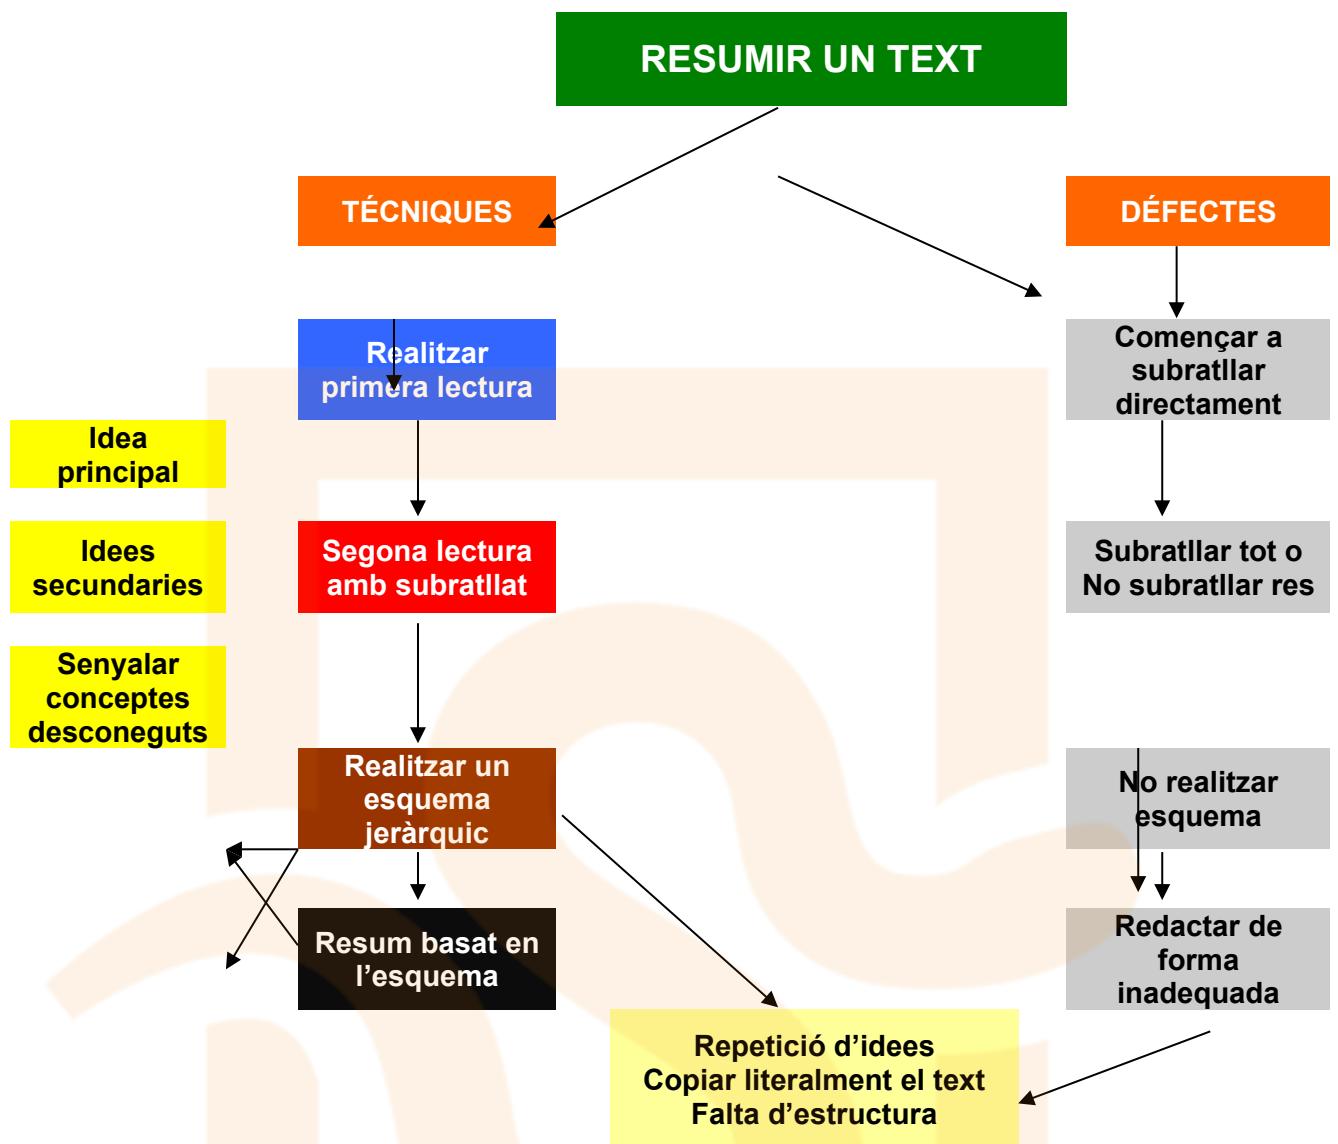 RESUMIR UN TEXT
TÉCNIQUES
DÉFECTES
Realitzar
primera lectura
Començar a
subratllar
directament
Idea
principal
Idees
secundaries
Segona lectura
amb subratllat
Subratllar tot o
No subratllar res
Senyalar
conceptes
desconeguts
Realitzar un
esquema
jeràrquic
No realitzar
esquema
Resum basat en
l’esquema
Redactar de
forma
inadequada
Repetició d’idees
Copiar literalment el text
Falta d’estructura